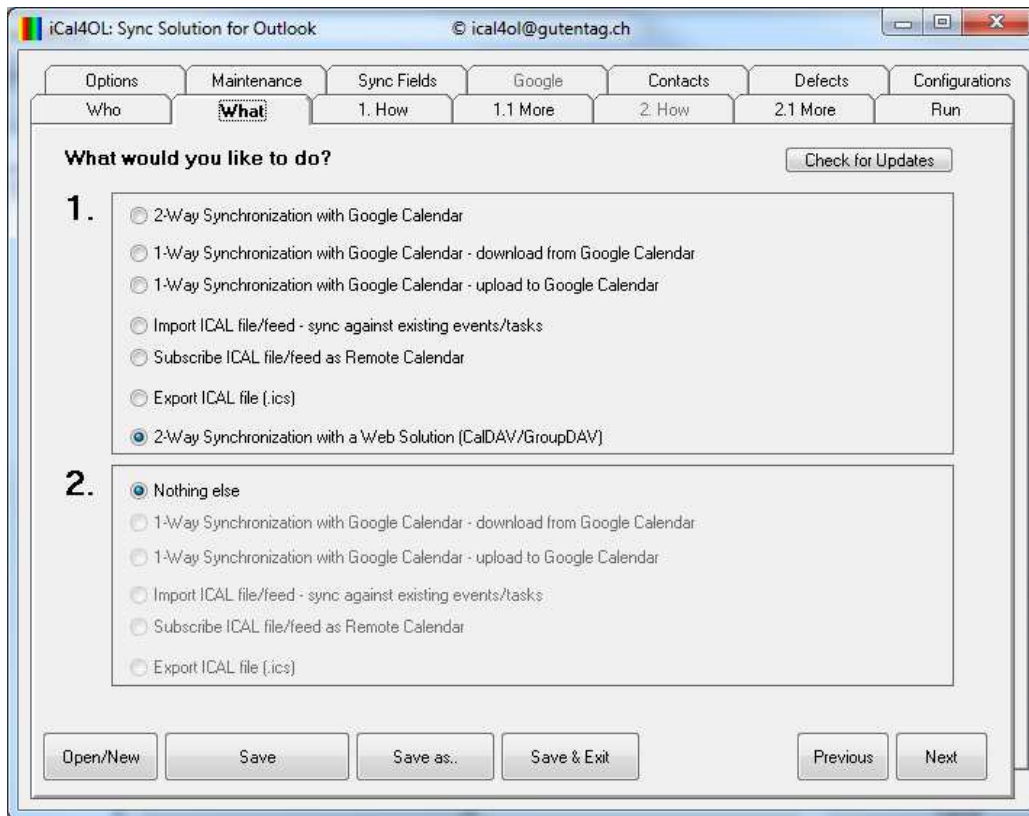 iCal4OL: Sync Solution for Outlook © ical4ol@gutentag.ch
Options Maintenance Sync Fields Google Contacts Defects Configurations
Who What 1. How 1.1 More 2. How 2.1 More Run
What would you like to do? Check for Updates
1.
2-Way Synchronization with Google Calendar
1-Way Synchronization with Google Calendar - download from Google Calendar
1-Way Synchronization with Google Calendar - upload to Google Calendar
Import ICAL file/feed - sync against existing events/tasks
Subscribe ICAL file/feed as Remote Calendar
Export ICAL file (.ics)
2-Way Synchronization with a Web Solution (CalDAV/GroupDAV)
2.
Nothing else
1-Way Synchronization with Google Calendar - download from Google Calendar
1-Way Synchronization with Google Calendar - upload to Google Calendar
Import ICAL file/feed - sync against existing events/tasks
Subscribe ICAL file/feed as Remote Calendar
Export ICAL file (.ics)
Open/New Save Save as.. Save & Exit Previous Next